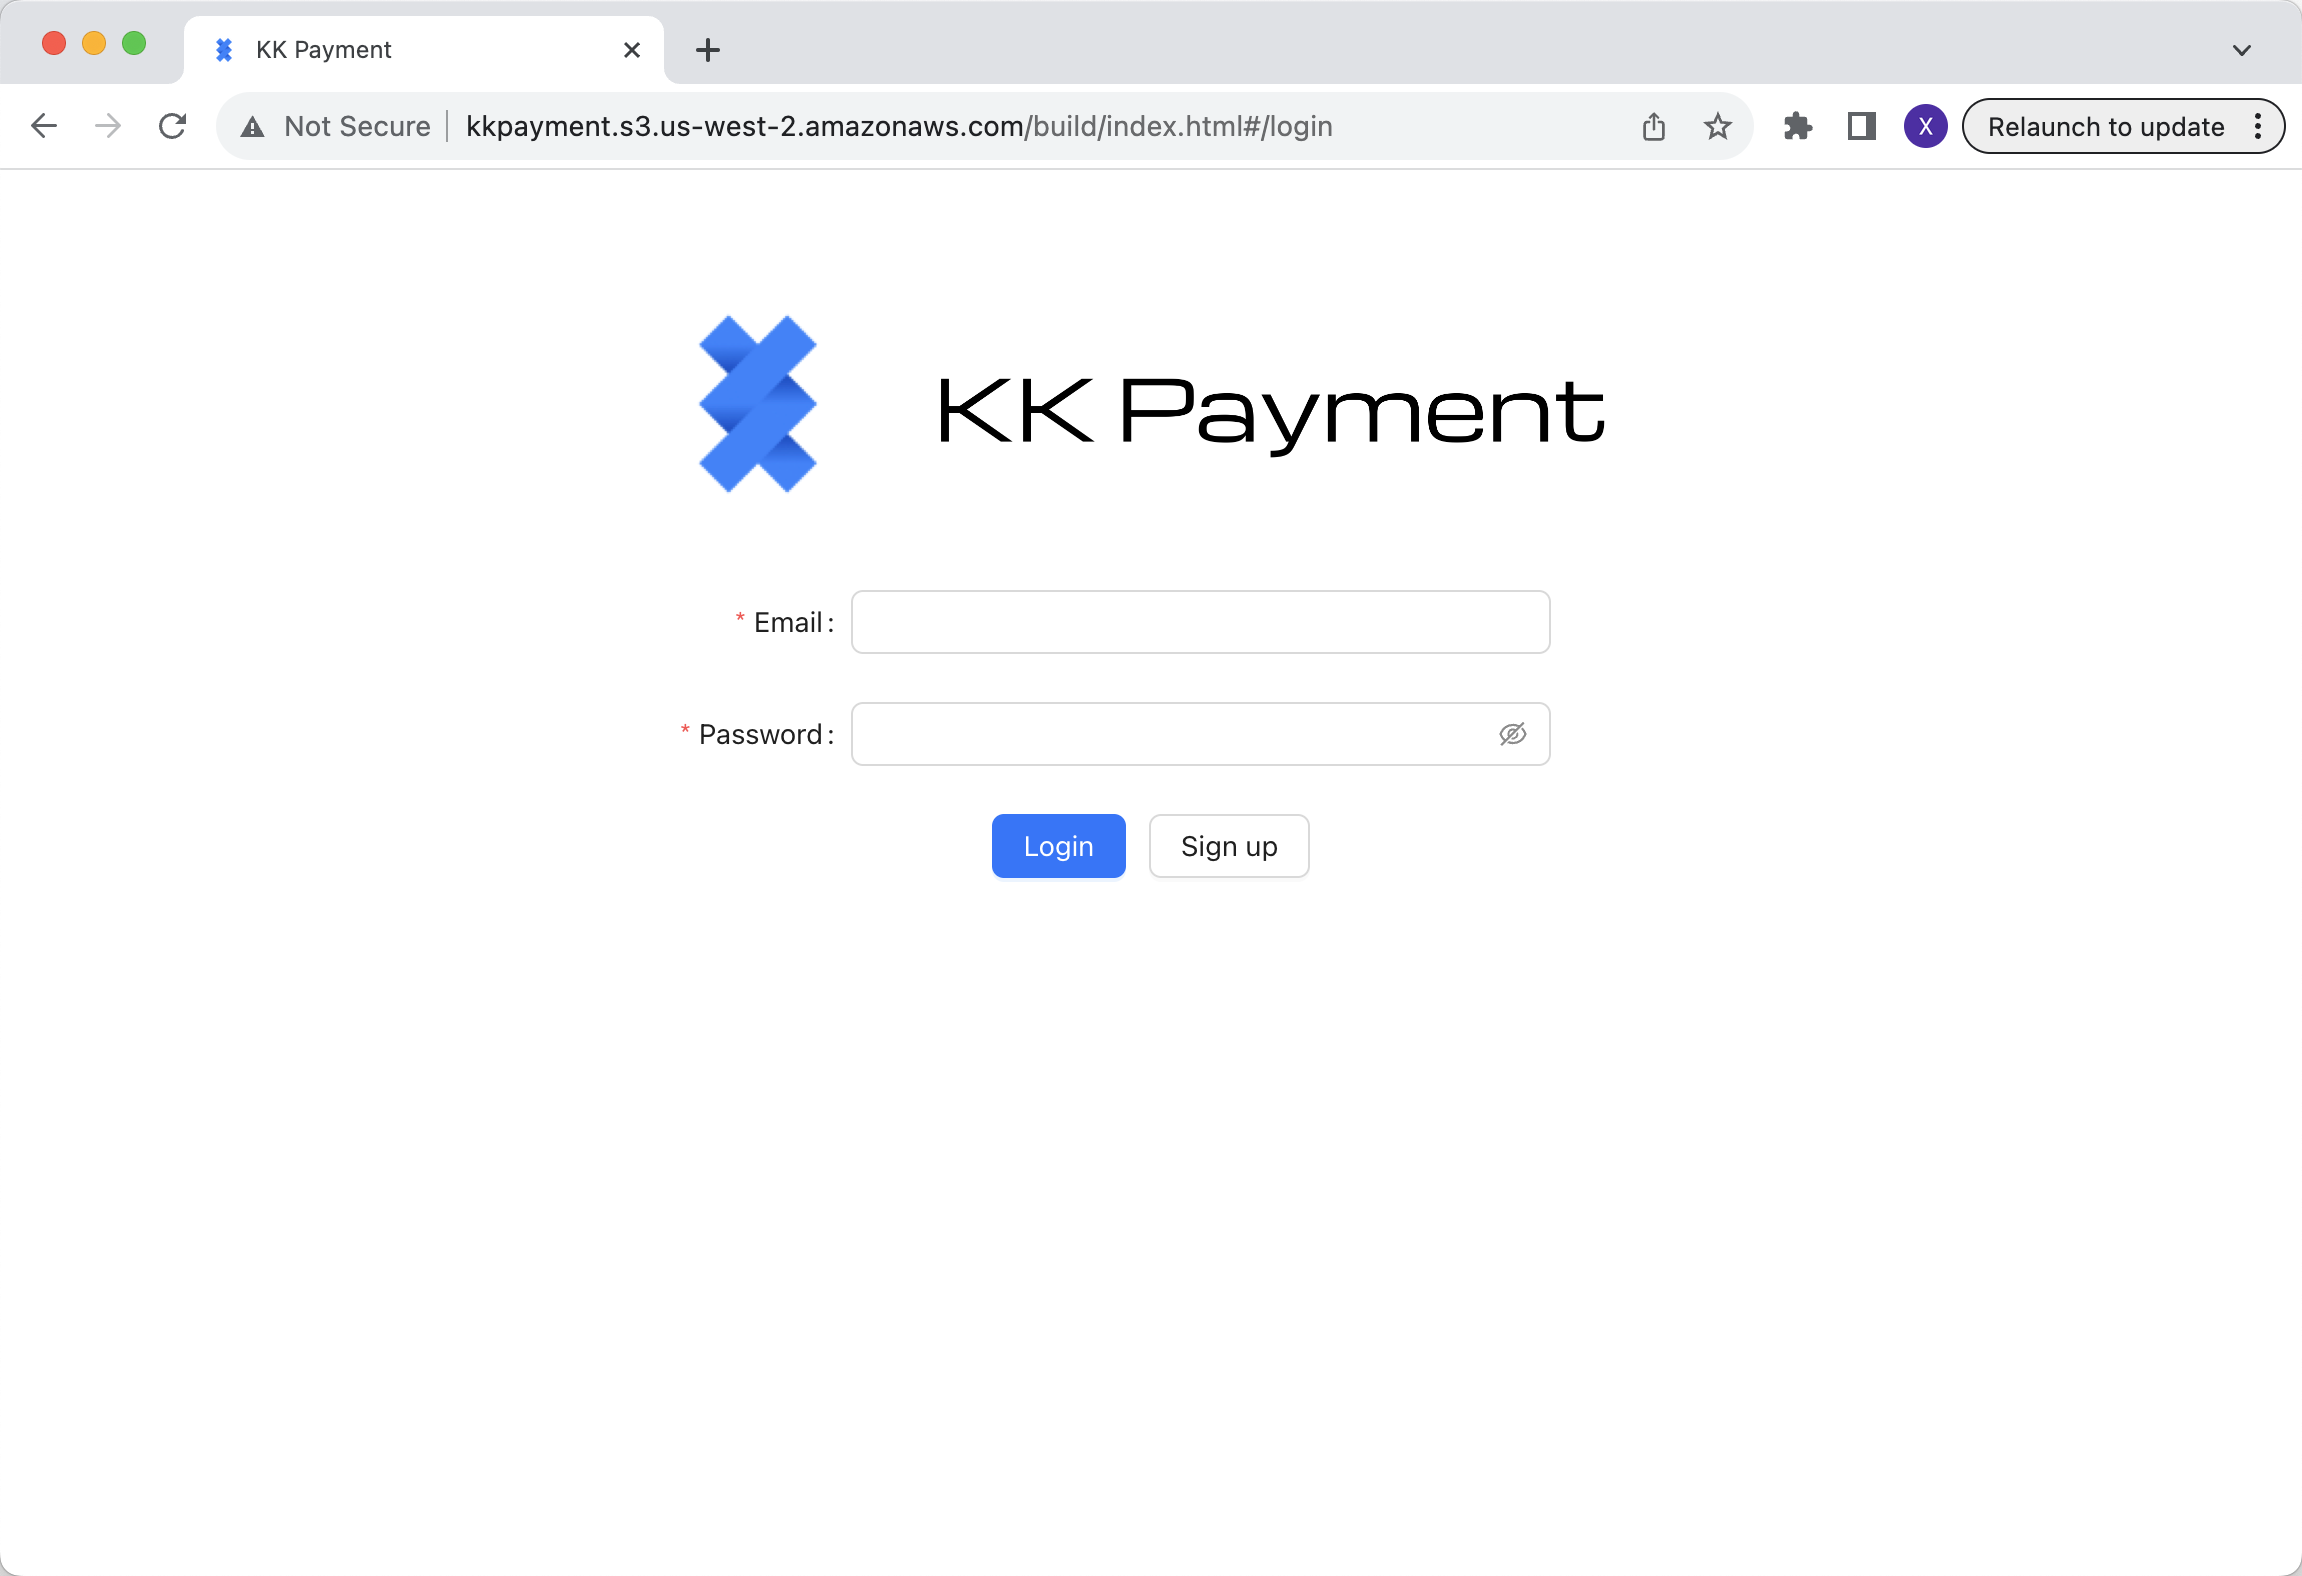 KK Payment
Not Secure kkpayment.s3.us-west-2.amazonaws.com/build/index.html#/login X Relaunch to update
KK Payment
* Email:
* Password:
Login Sign up